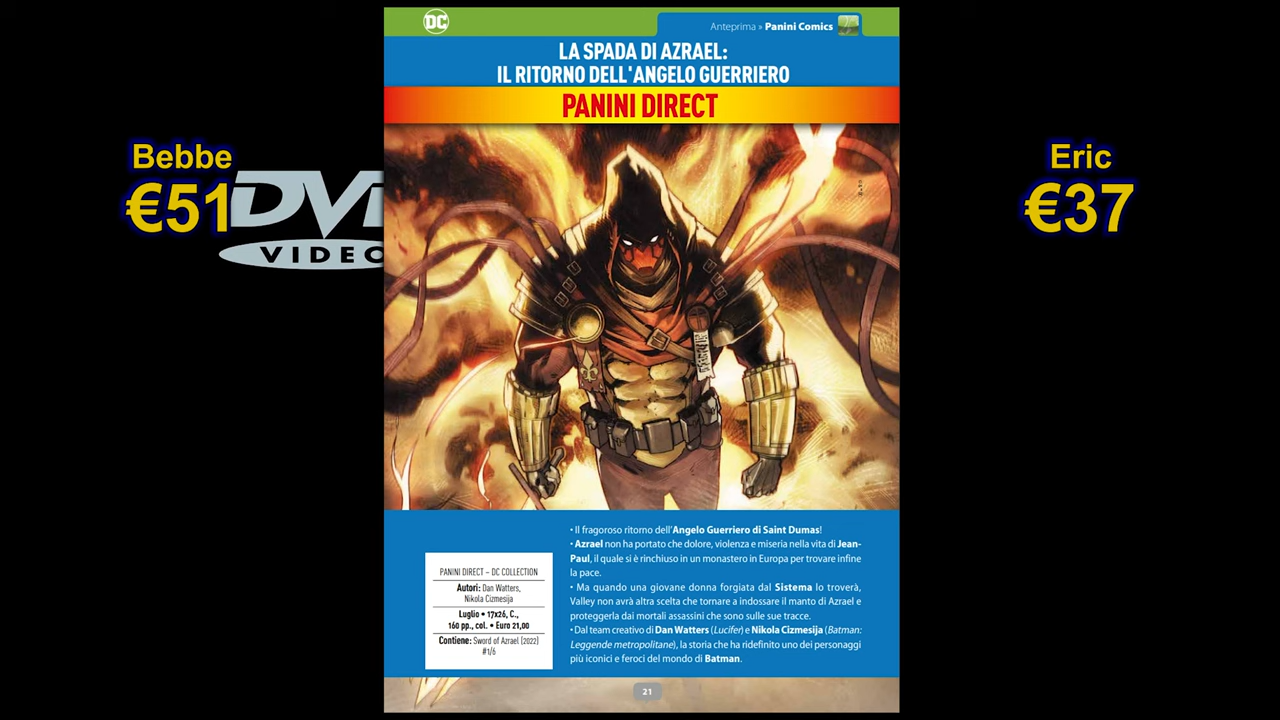 DC
Anteprima » Panini Comics
LA SPADA DI AZRAEL:
IL RITORNO DELL'ANGELO GUERRIERO
PANINI DIRECT
Bebbe
€51
DVD
VIDEO
Eric
€37
• Il fragoroso ritorno dell'Angelo Guerriero di Saint Dumas!
• Azrael non ha portato che dolore, violenza e miseria nella vita di Jean-
Paul, il quale si è rinchiuso in un monastero in Europa per trovare infine
la pace.
• Ma quando una giovane donna forgiata dal Sistema lo troverà,
Valley non avrà altra scelta che tornare a indossare il manto di Azrael e
proteggerla dai mortali assassini che sono sulle sue tracce.
• Dal team creativo di Dan Watters (Lucifer) e Nikola Cizmesija (Batman:
Leggende metropolitane), la storia che ha ridefinito uno dei personaggi
più iconici e feroci del mondo di Batman.
PANINI DIRECT – DC COLLECTION
Autori: Dan Watters,
Nikola Cizmesija
Luglio • 17x26, C.,
160 pp., col. • Euro 21,00
Contiene: Sword of Azrael (2022)
#1/6
21